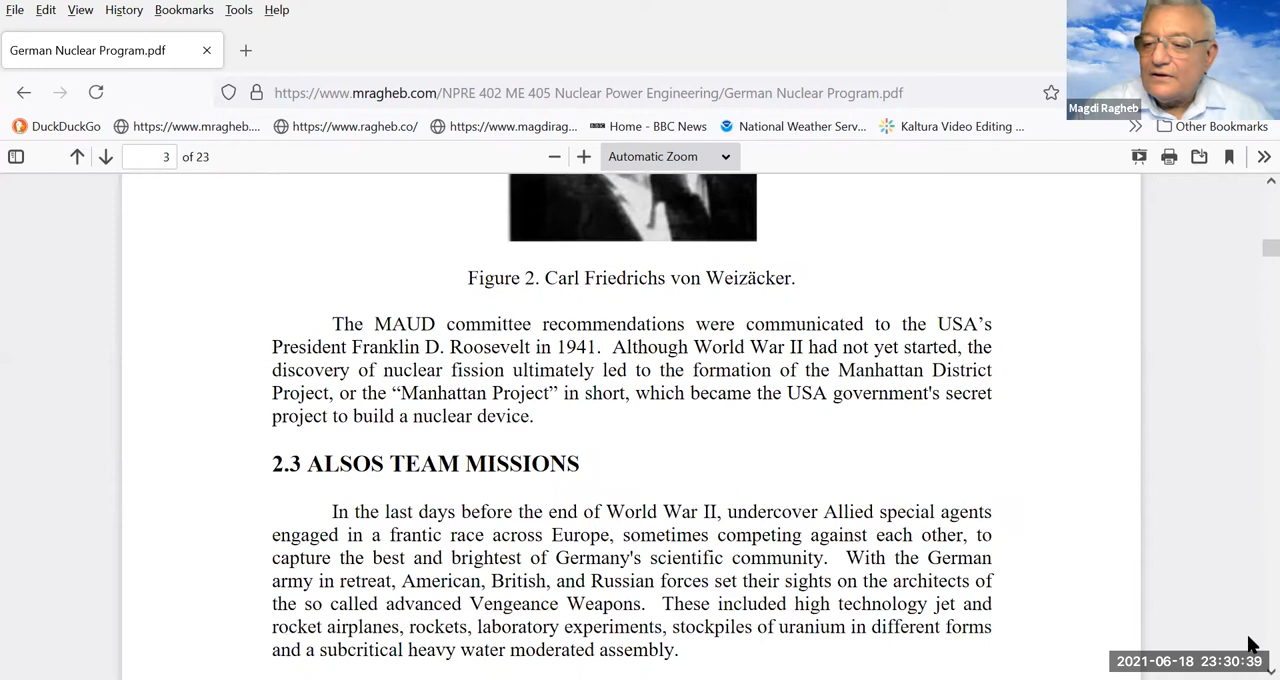 File Edit View History Bookmarks Tools Help
German Nuclear Program.pdf
https://www.mragheb.com/NPRE 402 ME 405 Nuclear Power Engineering/German Nuclear Program.pdf
Magdi Ragheb
DuckDuckGo https://www.mragheb.... https://www.ragheb.co/ https://www.magdirag... Home - BBC News National Weather Serv... Kaltura Video Editing ... Other Bookmarks
3 of 23 Automatic Zoom
Figure 2. Carl Friedrichs von Weizäcker.
The MAUD committee recommendations were communicated to the USA's
President Franklin D. Roosevelt in 1941. Although World War II had not yet started, the
discovery of nuclear fission ultimately led to the formation of the Manhattan District
Project, or the “Manhattan Project” in short, which became the USA government's secret
project to build a nuclear device.
2.3 ALSOS TEAM MISSIONS
In the last days before the end of World War II, undercover Allied special agents
engaged in a frantic race across Europe, sometimes competing against each other, to
capture the best and brightest of Germany's scientific community. With the German
army in retreat, American, British, and Russian forces set their sights on the architects of
the so called advanced Vengeance Weapons. These included high technology jet and
rocket airplanes, rockets, laboratory experiments, stockpiles of uranium in different forms
and a subcritical heavy water moderated assembly.
2021-06-18 23:30:39